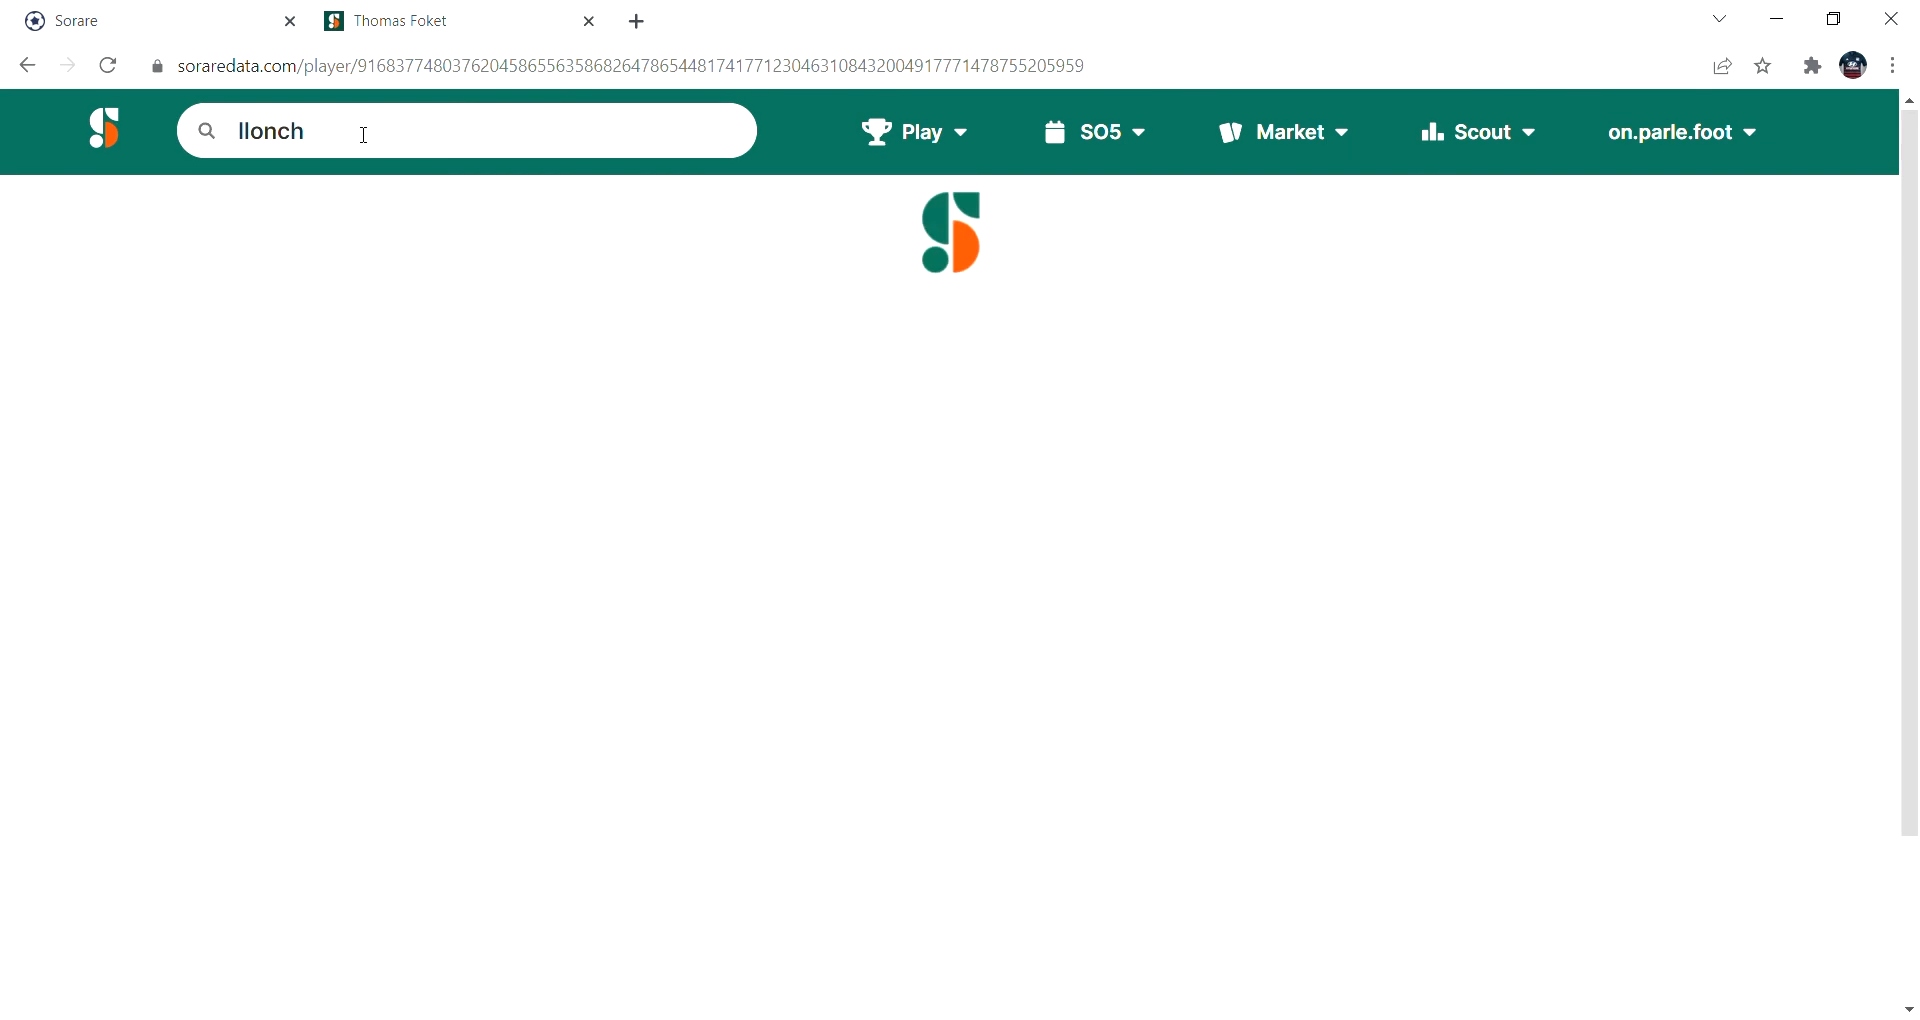 Sorare
Thomas Foket
soraredata.com/player/91683774803762045865563586826478654481741771230463108432004917771478755205959
llonch
Play
SO5
Market
Scout
on.parle.foot